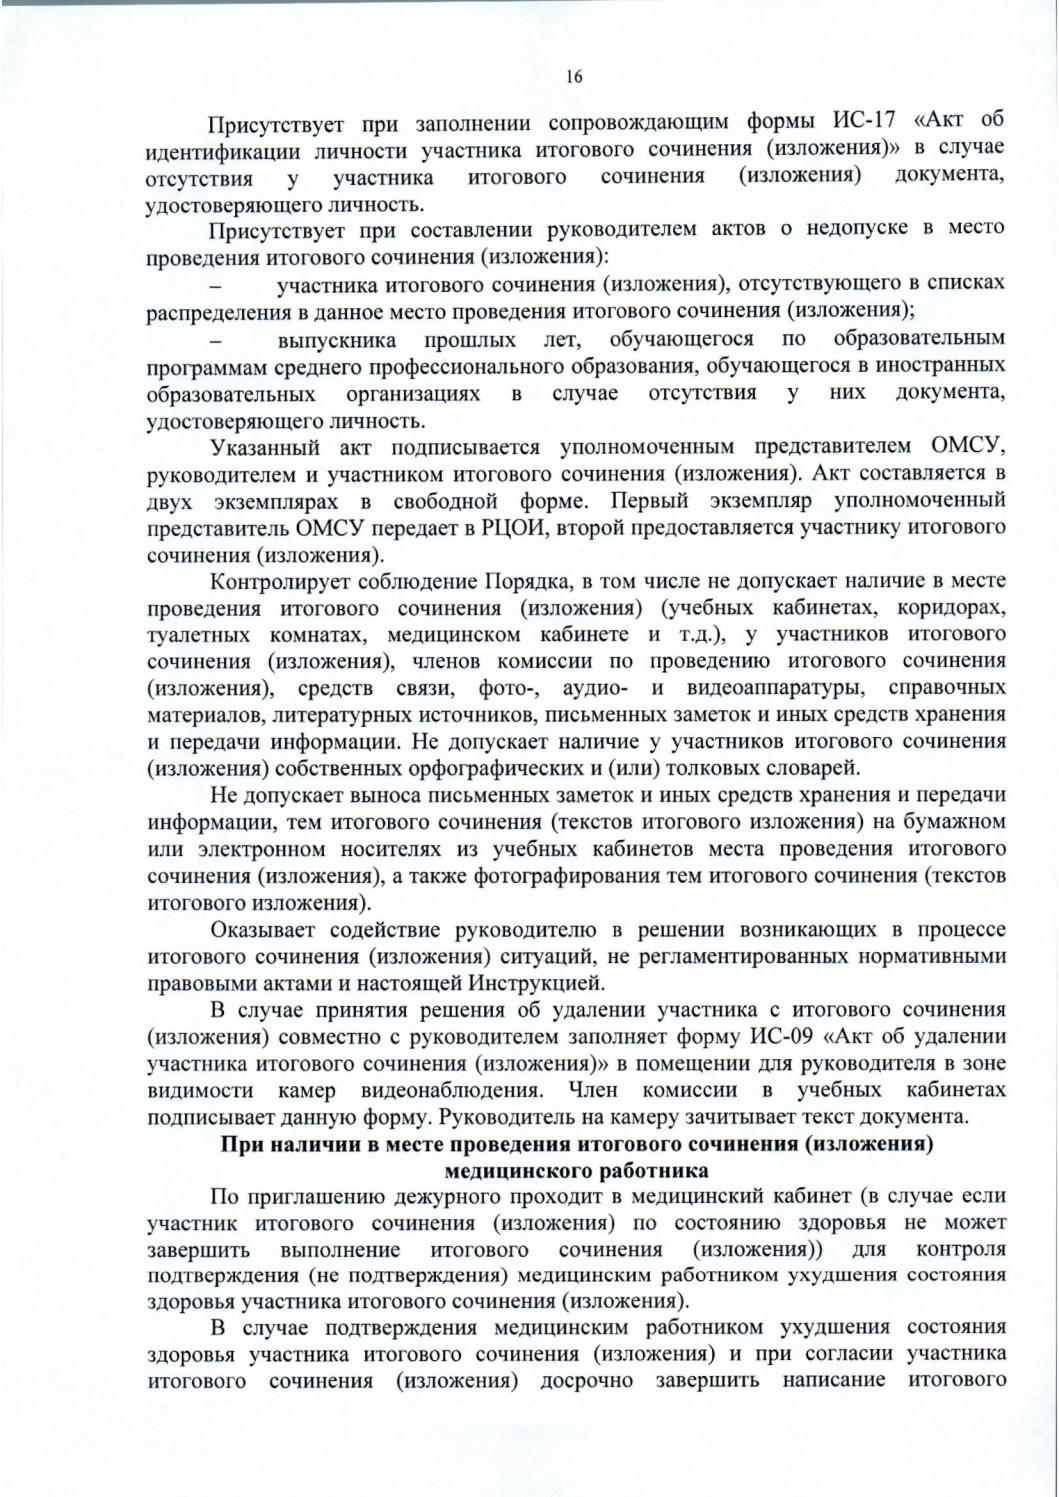 16
Присутствует при заполнении сопровождающим формы ИС-17 «Акт об
идентификации личности участника итогового сочинения (изложения)» в случае
отсутствия у участника итогового сочинения (изложения) документа,
удостоверяющего личность.
Присутствует при составлении руководителем актов о недопуске в место
проведения итогового сочинения (изложения):
– участника итогового сочинения (изложения), отсутствующего в списках
распределения в данное место проведения итогового сочинения (изложения);
– выпускника прошлых лет, обучающегося по образовательным
программам среднего профессионального образования, обучающегося в иностранных
образовательных организациях в случае отсутствия у них документа,
удостоверяющего личность.
Указанный акт подписывается уполномоченным представителем ОМСУ,
руководителем и участником итогового сочинения (изложения). Акт составляется в
двух экземплярах в свободной форме. Первый экземпляр уполномоченный
представитель ОМСУ передает в РЦОИ, второй предоставляется участнику итогового
сочинения (изложения).
Контролирует соблюдение Порядка, в том числе не допускает наличие в месте
проведения итогового сочинения (изложения) (учебных кабинетах, коридорах,
туалетных комнатах, медицинском кабинете и т.д.), у участников итогового
сочинения (изложения), членов комиссии по проведению итогового сочинения
(изложения), средств связи, фото-, аудио- и видеоаппаратуры, справочных
материалов, литературных источников, письменных заметок и иных средств хранения
и передачи информации. Не допускает наличие у участников итогового сочинения
(изложения) собственных орфографических и (или) толковых словарей.
Не допускает выноса письменных заметок и иных средств хранения и передачи
информации, тем итогового сочинения (текстов итогового изложения) на бумажном
или электронном носителях из учебных кабинетов места проведения итогового
сочинения (изложения), а также фотографирования тем итогового сочинения (текстов
итогового изложения).
Оказывает содействие руководителю в решении возникающих в процессе
итогового сочинения (изложения) ситуаций, не регламентированных нормативными
правовыми актами и настоящей Инструкцией.
В случае принятия решения об удалении участника с итогового сочинения
(изложения) совместно с руководителем заполняет форму ИС-09 «Акт об удалении
участника итогового сочинения (изложения)» в помещении для руководителя в зоне
видимости камер видеонаблюдения. Член комиссии в учебных кабинетах
подписывает данную форму. Руководитель на камеру зачитывает текст документа.
При наличии в месте проведения итогового сочинения (изложения)
медицинского работника
По приглашению дежурного проходит в медицинский кабинет (в случае если
участник итогового сочинения (изложения) по состоянию здоровья не может
завершить выполнение итогового сочинения (изложения)) для контроля
подтверждения (не подтверждения) медицинским работником ухудшения состояния
здоровья участника итогового сочинения (изложения).
В случае подтверждения медицинским работником ухудшения состояния
здоровья участника итогового сочинения (изложения) и при согласии участника
итогового сочинения (изложения) досрочно завершить написание итогового